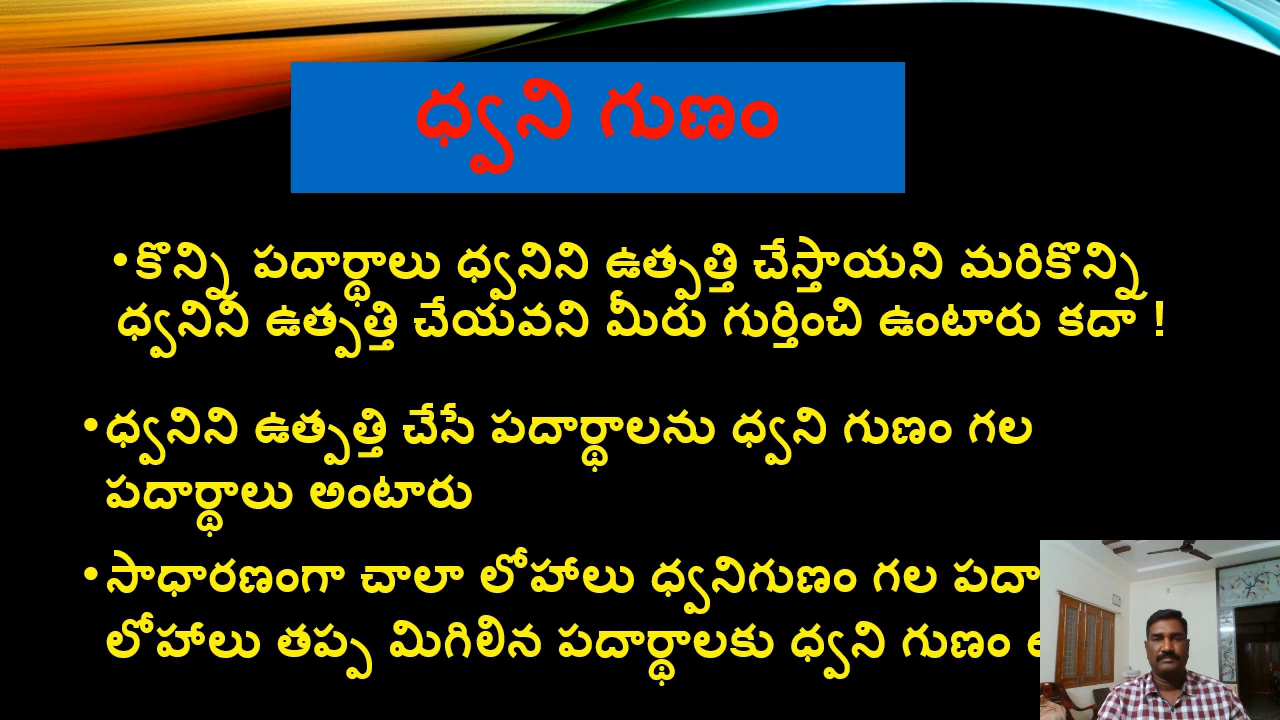 ధ్వని గుణం
•కొన్ని పదార్థాలు ధ్వనిని ఉత్పత్తి చేస్తాయని మరికొన్ని
ధ్వనిని ఉత్పత్తి చేయవని మీరు గుర్తించి ఉంటారు కదా !
•ధ్వనిని ఉత్పత్తి చేసే పదార్థాలను ధ్వని గుణం గల
పదార్థాలు అంటారు
•సాధారణంగా చాలా లోహాలు ధ్వనిగుణం గల
లోహాలు తప్ప మిగిలిన పదార్థాలకు ధ్వని గుణం